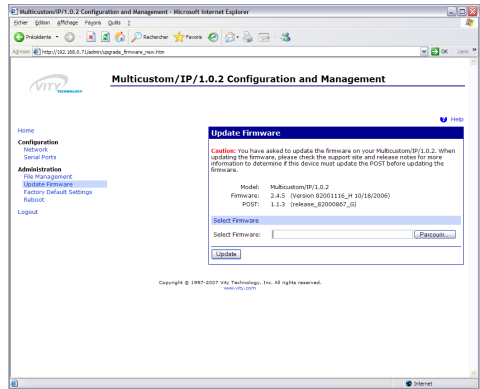 Multicustom/IP/1.0.2 Configuration and Management - Microsoft Internet Explorer
Fichier Edition Affichage Favoris Outils ?
Précédente Rechercher Favoris
Adresse http://192.168.0.71/admin/upgrade_firmware_new.htm OK Liens
VITY TECHNOLOGY
Multicustom/IP/1.0.2 Configuration and Management
Help
Home
Configuration
Network
Serial Ports
Administration
File Management
Update Firmware
Factory Default Settings
Reboot
Logout
Update Firmware
Caution: You have asked to update the firmware on your Multicustom/IP/1.0.2. When
updating the firmware, please check the support site and release notes for more
information to determine if this device must update the POST before updating the
firmware.
Model: Multicustom/IP/1.0.2
Firmware: 2.4.5 (Version 82001116_H 10/18/2006)
POST: 1.1.3 (release_82000867_G)
Select Firmware
Select Firmware: Parcourir...
Update
Copyright © 1997-2007 Vity Technology, Inc. All rights reserved.
www.vity.com
Internet